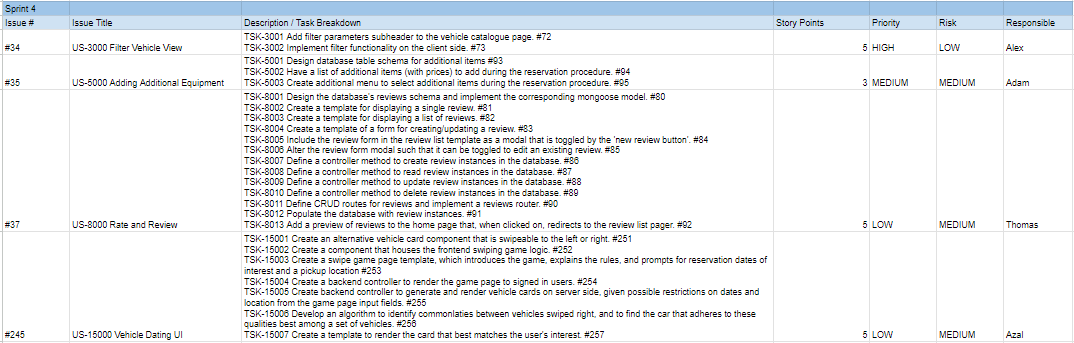 Sprint 4
Issue # Issue Title Description / Task Breakdown Story Points Priority Risk Responsible
TSK-3001 Add filter parameters subheader to the vehicle catalogue page. #72
#34 US-3000 Filter Vehicle View TSK-3002 Implement filter functionality on the client side. #73 5 HIGH LOW Alex
TSK-5001 Design database table schema for additional items #93
TSK-5002 Have a list of additional items (with prices) to add during the reservation procedure. #94
#35 US-5000 Adding Additional Equipment TSK-5003 Create additional menu to select additional items during the reservation procedure. #95 3 MEDIUM MEDIUM Adam
TSK-8001 Design the database's reviews schema and implement the corresponding mongoose model. #80
TSK-8002 Create a template for displaying a single review. #81
TSK-8003 Create a template for displaying a list of reviews. #82
TSK-8004 Create a template of a form for creating/updating a review. #83
TSK-8005 Include the review form in the review list template as a modal that is toggled by the 'new review button'. #84
TSK-8006 Alter the review form modal such that it can be toggled to edit an existing review. #85
TSK-8007 Define a controller method to create review instances in the database. #86
TSK-8008 Define a controller method to read review instances in the database. #87
TSK-8009 Define a controller method to update review instances in the database. #88
TSK-8010 Define a controller method to delete review instances in the database. #89
TSK-8011 Define CRUD routes for reviews and implement a reviews router. #90
TSK-8012 Populate the database with review instances. #91
#37 US-8000 Rate and Review TSK-8013 Add a preview of reviews to the home page that, when clicked on, redirects to the review list pager. #92 5 LOW MEDIUM Thomas
TSK-15001 Create an alternative vehicle card component that is swipeable to the left or right. #251
TSK-15002 Create a component that houses the frontend swiping game logic. #252
TSK-15003 Create a swipe game page template, which introduces the game, explains the rules, and prompts for reservation dates of
interest and a pickup location #253
TSK-15004 Create a backend controller to render the game page to signed in users. #254
TSK-15005 Create backend controller to generate and render vehicle cards on server side, given possible restrictions on dates and
location from the game page input fields. #255
TSK-15006 Develop an algorithm to identify commonlaties between vehicles swiped right, and to find the car that adheres to these
qualities best among a set of vehicles. #256
#245 US-15000 Vehicle Dating UI TSK-15007 Create a template to render the card that best matches the user's interest. #257 5 LOW MEDIUM Azal